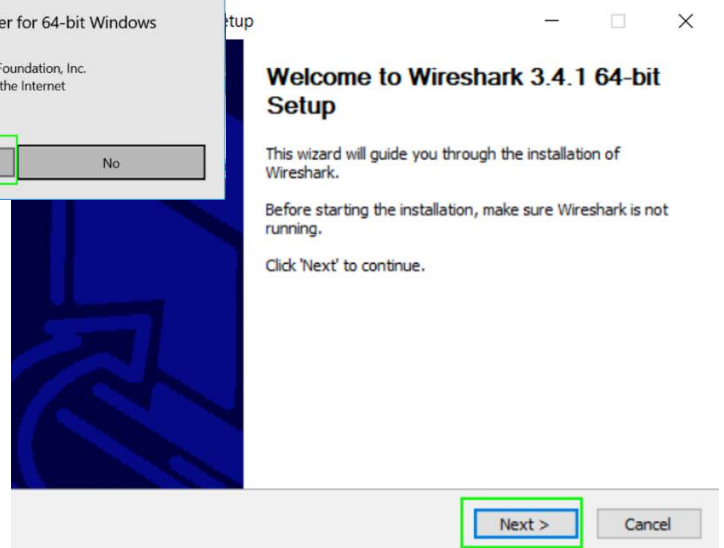 er for 64-bit Windows
Foundation, Inc.
the Internet
No
etup
Welcome to Wireshark 3.4.1 64-bit
Setup
This wizard will guide you through the installation of
Wireshark.
Before starting the installation, make sure Wireshark is not
running.
Click 'Next' to continue.
Next >
Cancel